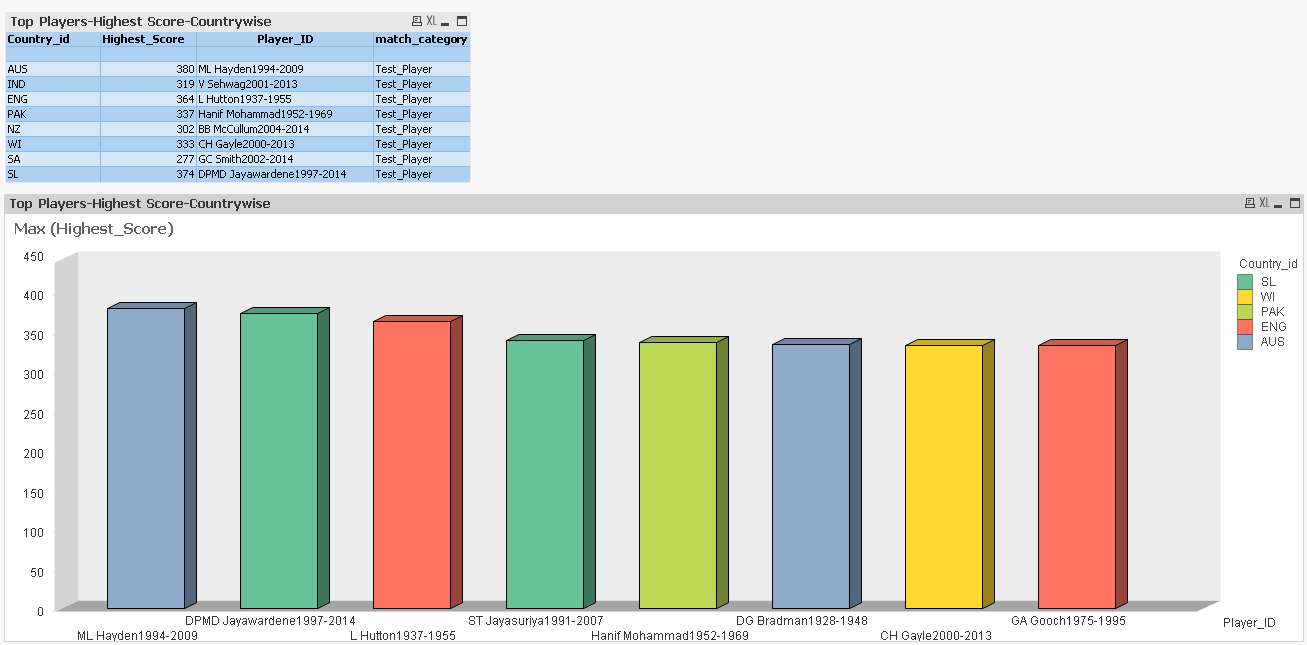 Top Players-Highest Score-Countrywise XL
Country_id Highest_Score Player_ID match_category
AUS 380 ML Hayden1994-2009 Test_Player
IND 319 V Sehwag2001-2013 Test_Player
ENG 364 L Hutton1937-1955 Test_Player
PAK 337 Hanif Mohammad1952-1969 Test_Player
NZ 302 BB McCullum2004-2014 Test_Player
WI 333 CH Gayle2000-2013 Test_Player
SA 277 GC Smith2002-2014 Test_Player
SL 374 DPMD Jayawardene1997-2014 Test_Player
Top Players-Highest Score-Countrywise XL
Max (Highest_Score)
450
400
350
300
250
200
150
100
50
0
Country_id
SL
WI
PAK
ENG
AUS
DPMD Jayawardene1997-2014 ST Jayasuriya1991-2007 DG Bradman1928-1948 GA Gooch1975-1995 Player_ID
ML Hayden1994-2009 L Hutton1937-1955 Hanif Mohammad1952-1969 CH Gayle2000-2013